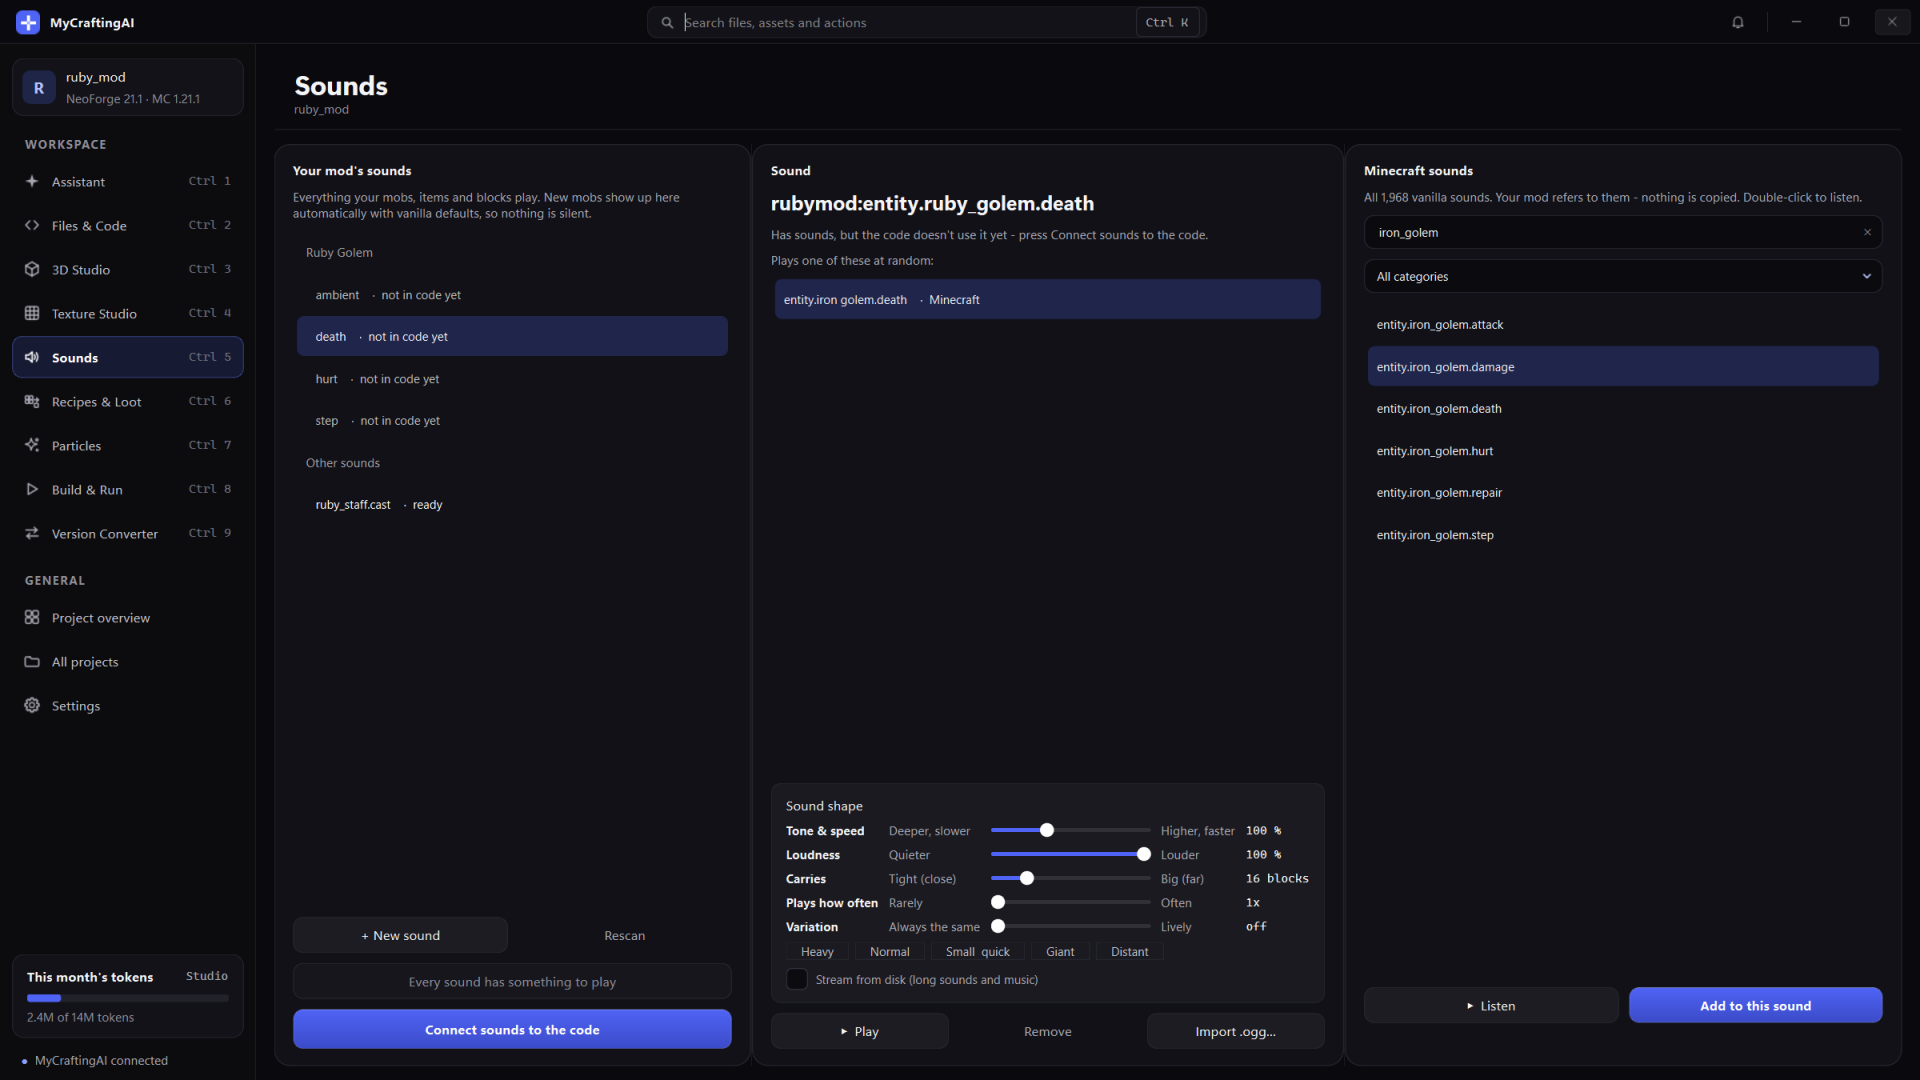 MyCraftingAI
Search files, assets and actions
Ctrl K
R
ruby_mod
NeoForge 21.1 · MC 1.21.1
WORKSPACE
Assistant Ctrl 1
Files & Code Ctrl 2
3D Studio Ctrl 3
Texture Studio Ctrl 4
Sounds Ctrl 5
Recipes & Loot Ctrl 6
Particles Ctrl 7
Build & Run Ctrl 8
Version Converter Ctrl 9
GENERAL
Project overview
All projects
Settings
This month's tokens Studio
2.4M of 14M tokens
MyCraftingAI connected
Sounds
ruby_mod
Your mod's sounds
Everything your mobs, items and blocks play. New mobs show up here
automatically with vanilla defaults, so nothing is silent.
Ruby Golem
ambient · not in code yet
death · not in code yet
hurt · not in code yet
step · not in code yet
Other sounds
ruby_staff.cast · ready
+ New sound
Rescan
Every sound has something to play
Connect sounds to the code
Sound
rubymod:entity.ruby_golem.death
Has sounds, but the code doesn't use it yet - press Connect sounds to the code.
Plays one of these at random:
entity.iron golem.death · Minecraft
Sound shape
Tone & speed Deeper, slower Higher, faster 100 %
Loudness Quieter Louder 100 %
Carries Tight (close) Big (far) 16 blocks
Plays how often Rarely Often 1x
Variation Always the same Lively off
Heavy Normal Small quick Giant Distant
Stream from disk (long sounds and music)
Play
Remove
Import .ogg...
Minecraft sounds
All 1,968 vanilla sounds. Your mod refers to them - nothing is copied. Double-click to listen.
iron_golem
All categories
entity.iron_golem.attack
entity.iron_golem.damage
entity.iron_golem.death
entity.iron_golem.hurt
entity.iron_golem.repair
entity.iron_golem.step
Listen
Add to this sound